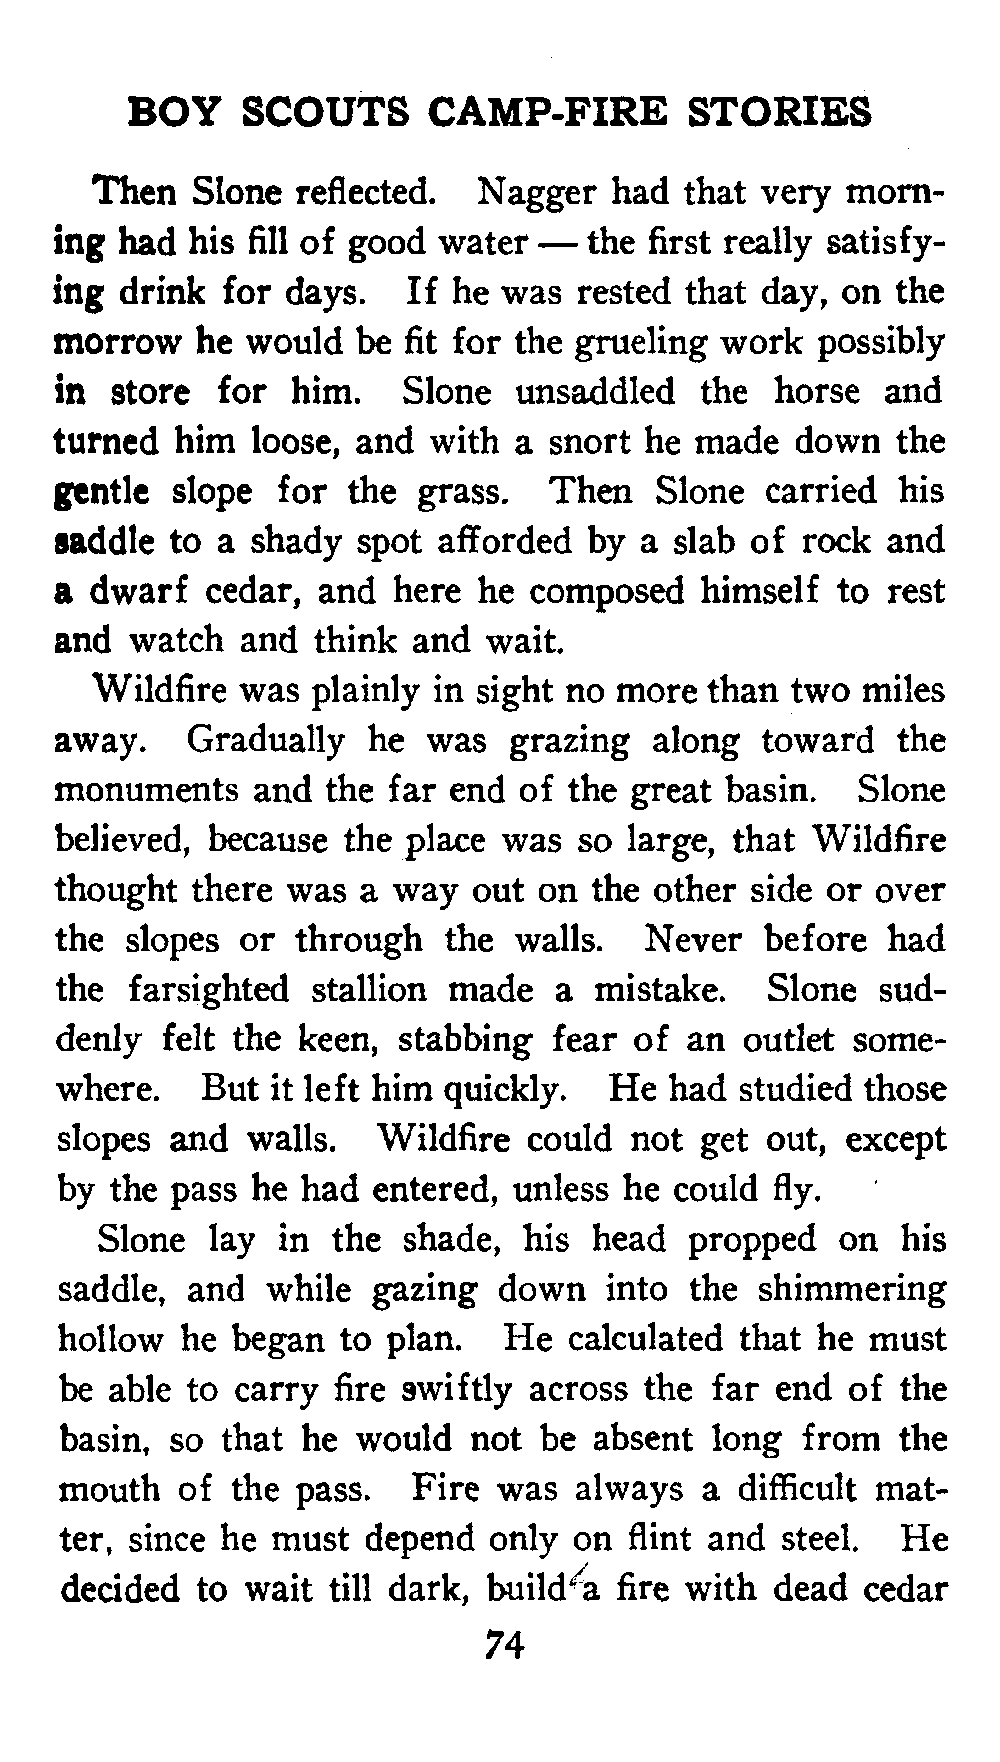 BOY SCOUTS CAMP-FIRE STORIES
Then Slone reflected. Nagger had that very morn-
ing had his fill of good water — the first really satisfy-
ing drink for days. If he was rested that day, on the
morrow he would be fit for the grueling work possibly
in store for him. Slone unsaddled the horse and
turned him loose, and with a snort he made down the
gentle slope for the grass. Then Slone carried his
saddle to a shady spot afforded by a slab of rock and
a dwarf cedar, and here he composed himself to rest
and watch and think and wait.
Wildfire was plainly in sight no more than two miles
away. Gradually he was grazing along toward the
monuments and the far end of the great basin. Slone
believed, because the place was so large, that Wildfire
thought there was a way out on the other side or over
the slopes or through the walls. Never before had
the farsighted stallion made a mistake. Slone sud-
denly felt the keen, stabbing fear of an outlet some-
where. But it left him quickly. He had studied those
slopes and walls. Wildfire could not get out, except
by the pass he had entered, unless he could fly.
Slone lay in the shade, his head propped on his
saddle, and while gazing down into the shimmering
hollow he began to plan. He calculated that he must
be able to carry fire swiftly across the far end of the
basin, so that he would not be absent long from the
mouth of the pass. Fire was always a difficult mat-
ter, since he must depend only on flint and steel. He
decided to wait till dark, build a fire with dead cedar
74